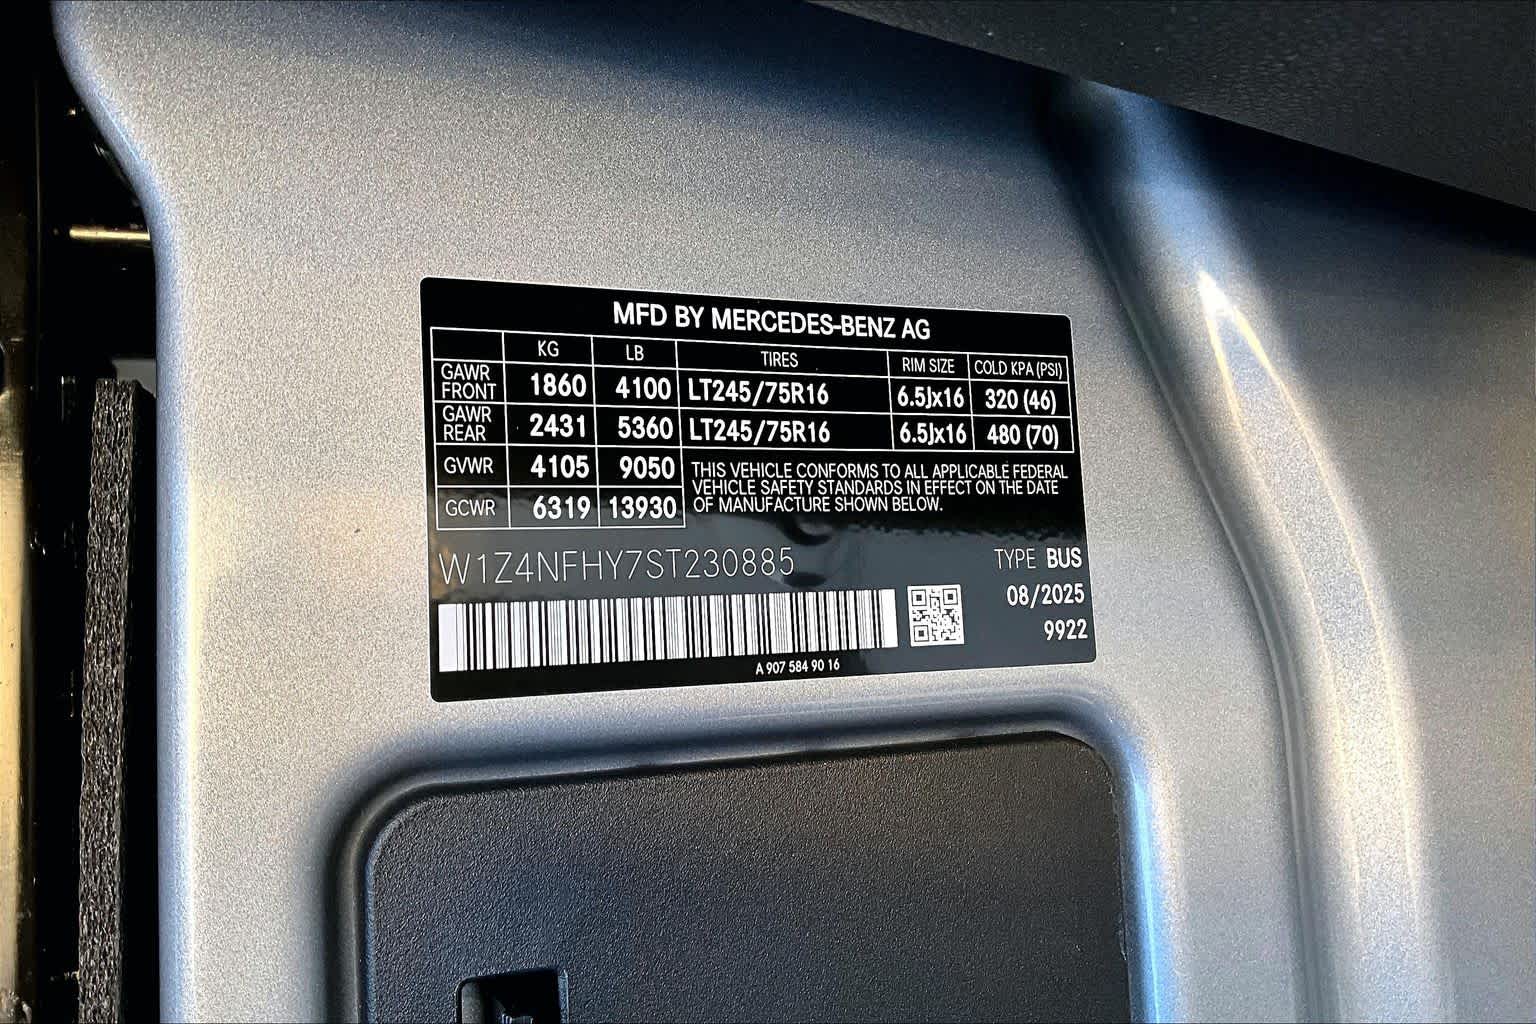 MFD BY MERCEDES-BENZ AG
KG LB TIRES RIM SIZE COLD KPA (PSI)
GAWR FRONT 1860 4100 LT245/75R16 6.5Jx16 320 (46)
GAWR REAR 2431 5360 LT245/75R16 6.5Jx16 480 (70)
GVWR 4105 9050
GCWR 6319 13930
THIS VEHICLE CONFORMS TO ALL APPLICABLE FEDERAL
VEHICLE SAFETY STANDARDS IN EFFECT ON THE DATE
OF MANUFACTURE SHOWN BELOW.
W1Z4NFHY7ST230885
TYPE BUS
08/2025
9922
A 907 584 90 16